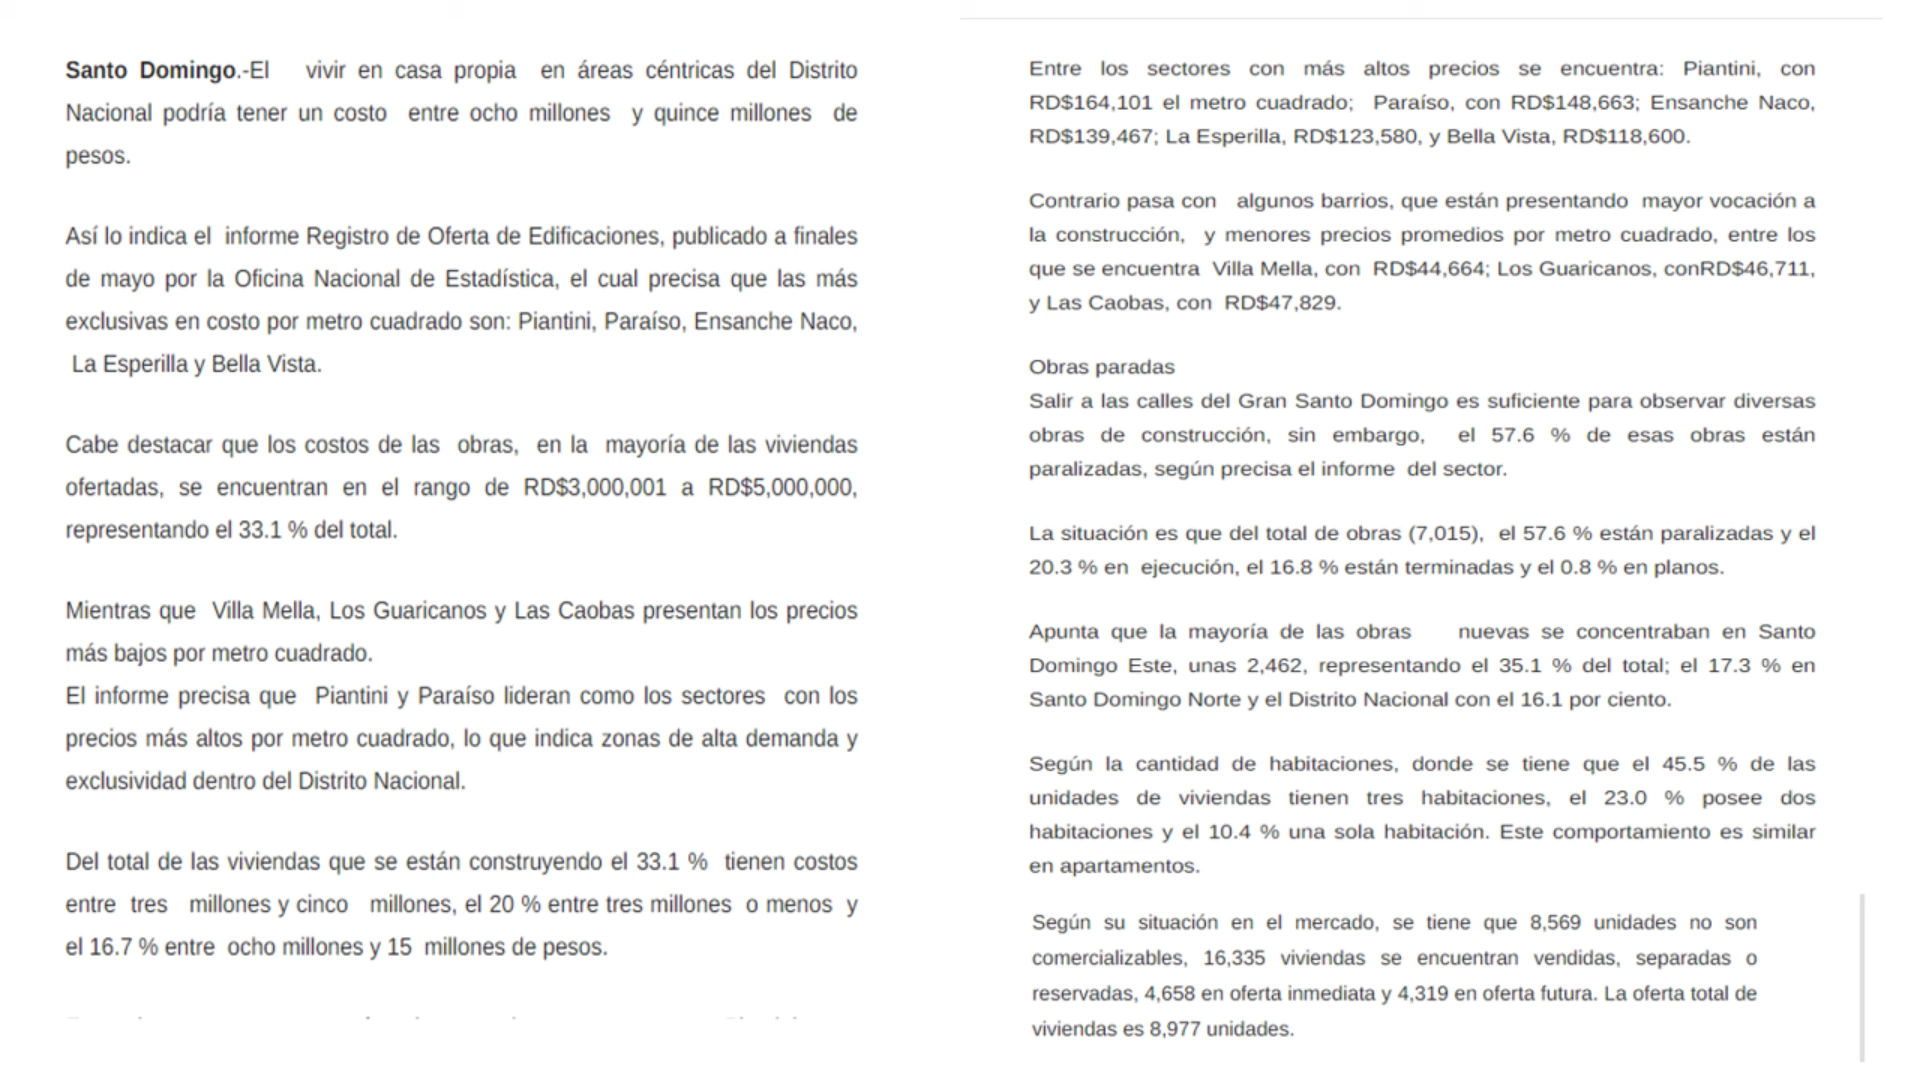 Santo Domingo.-El vivir en casa propia en áreas céntricas del Distrito
Nacional podría tener un costo entre ocho millones y quince millones de
pesos.
Así lo indica el informe Registro de Oferta de Edificaciones, publicado a finales
de mayo por la Oficina Nacional de Estadística, el cual precisa que las más
exclusivas en costo por metro cuadrado son: Piantini, Paraíso, Ensanche Naco,
La Esperilla y Bella Vista.
Cabe destacar que los costos de las obras, en la mayoría de las viviendas
ofertadas, se encuentran en el rango de RD$3,000,001 a RD$5,000,000,
representando el 33.1 % del total.
Mientras que Villa Mella, Los Guaricanos y Las Caobas presentan los precios
más bajos por metro cuadrado.
El informe precisa que Piantini y Paraíso lideran como los sectores con los
precios más altos por metro cuadrado, lo que indica zonas de alta demanda y
exclusividad dentro del Distrito Nacional.
Del total de las viviendas que se están construyendo el 33.1 % tienen costos
entre tres millones y cinco millones, el 20 % entre tres millones o menos y
el 16.7 % entre ocho millones y 15 millones de pesos.
Entre los sectores con más altos precios se encuentra: Piantini, con
RD$164,101 el metro cuadrado; Paraíso, con RD$148,663; Ensanche Naco,
RD$139,467; La Esperilla, RD$123,580, y Bella Vista, RD$118,600.
Contrario pasa con algunos barrios, que están presentando mayor vocación a
la construcción, y menores precios promedios por metro cuadrado, entre los
que se encuentra Villa Mella, con RD$44,664; Los Guaricanos, conRD$46,711,
y Las Caobas, con RD$47,829.
Obras paradas
Salir a las calles del Gran Santo Domingo es suficiente para observar diversas
obras de construcción, sin embargo, el 57.6 % de esas obras están
paralizadas, según precisa el informe del sector.
La situación es que del total de obras (7,015), el 57.6 % están paralizadas y el
20.3 % en ejecución, el 16.8 % están terminadas y el 0.8 % en planos.
Apunta que la mayoría de las obras nuevas se concentraban en Santo
Domingo Este, unas 2,462, representando el 35.1 % del total; el 17.3 % en
Santo Domingo Norte y el Distrito Nacional con el 16.1 por ciento.
Según la cantidad de habitaciones, donde se tiene que el 45.5 % de las
unidades de viviendas tienen tres habitaciones, el 23.0 % posee dos
habitaciones y el 10.4 % una sola habitación. Este comportamiento es similar
en apartamentos.
Según su situación en el mercado, se tiene que 8,569 unidades no son
comercializables, 16,335 viviendas se encuentran vendidas, separadas o
reservadas, 4,658 en oferta inmediata y 4,319 en oferta futura. La oferta total de
viviendas es 8,977 unidades.